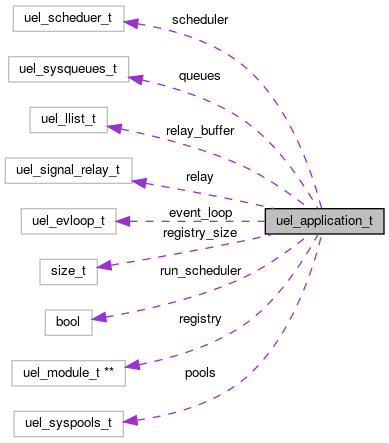 uel_scheduer_t
scheduler
uel_sysqueues_t
queues
uel_llist_t
relay_buffer
uel_signal_relay_t
relay
uel_evloop_t
event_loop
uel_application_t
registry_size
size_t
run_scheduler
bool
registry
uel_module_t **
pools
uel_syspools_t